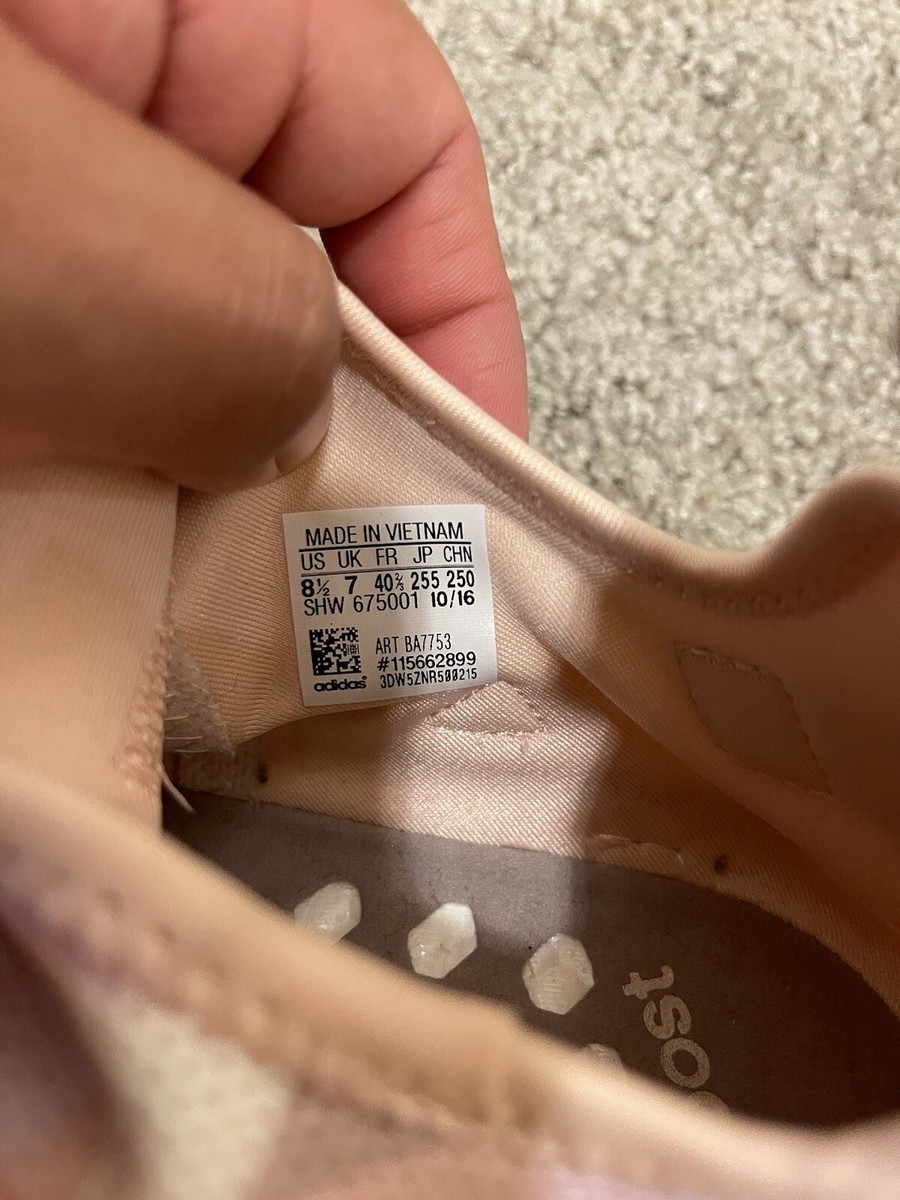 MADE IN VIETNAM
US UK FR JP CHN
8½ 7 40⅔ 255 250
SHW 675001 10/16
ART BA7753
#115662899
adidas® 3DW5ZNR500215
ost